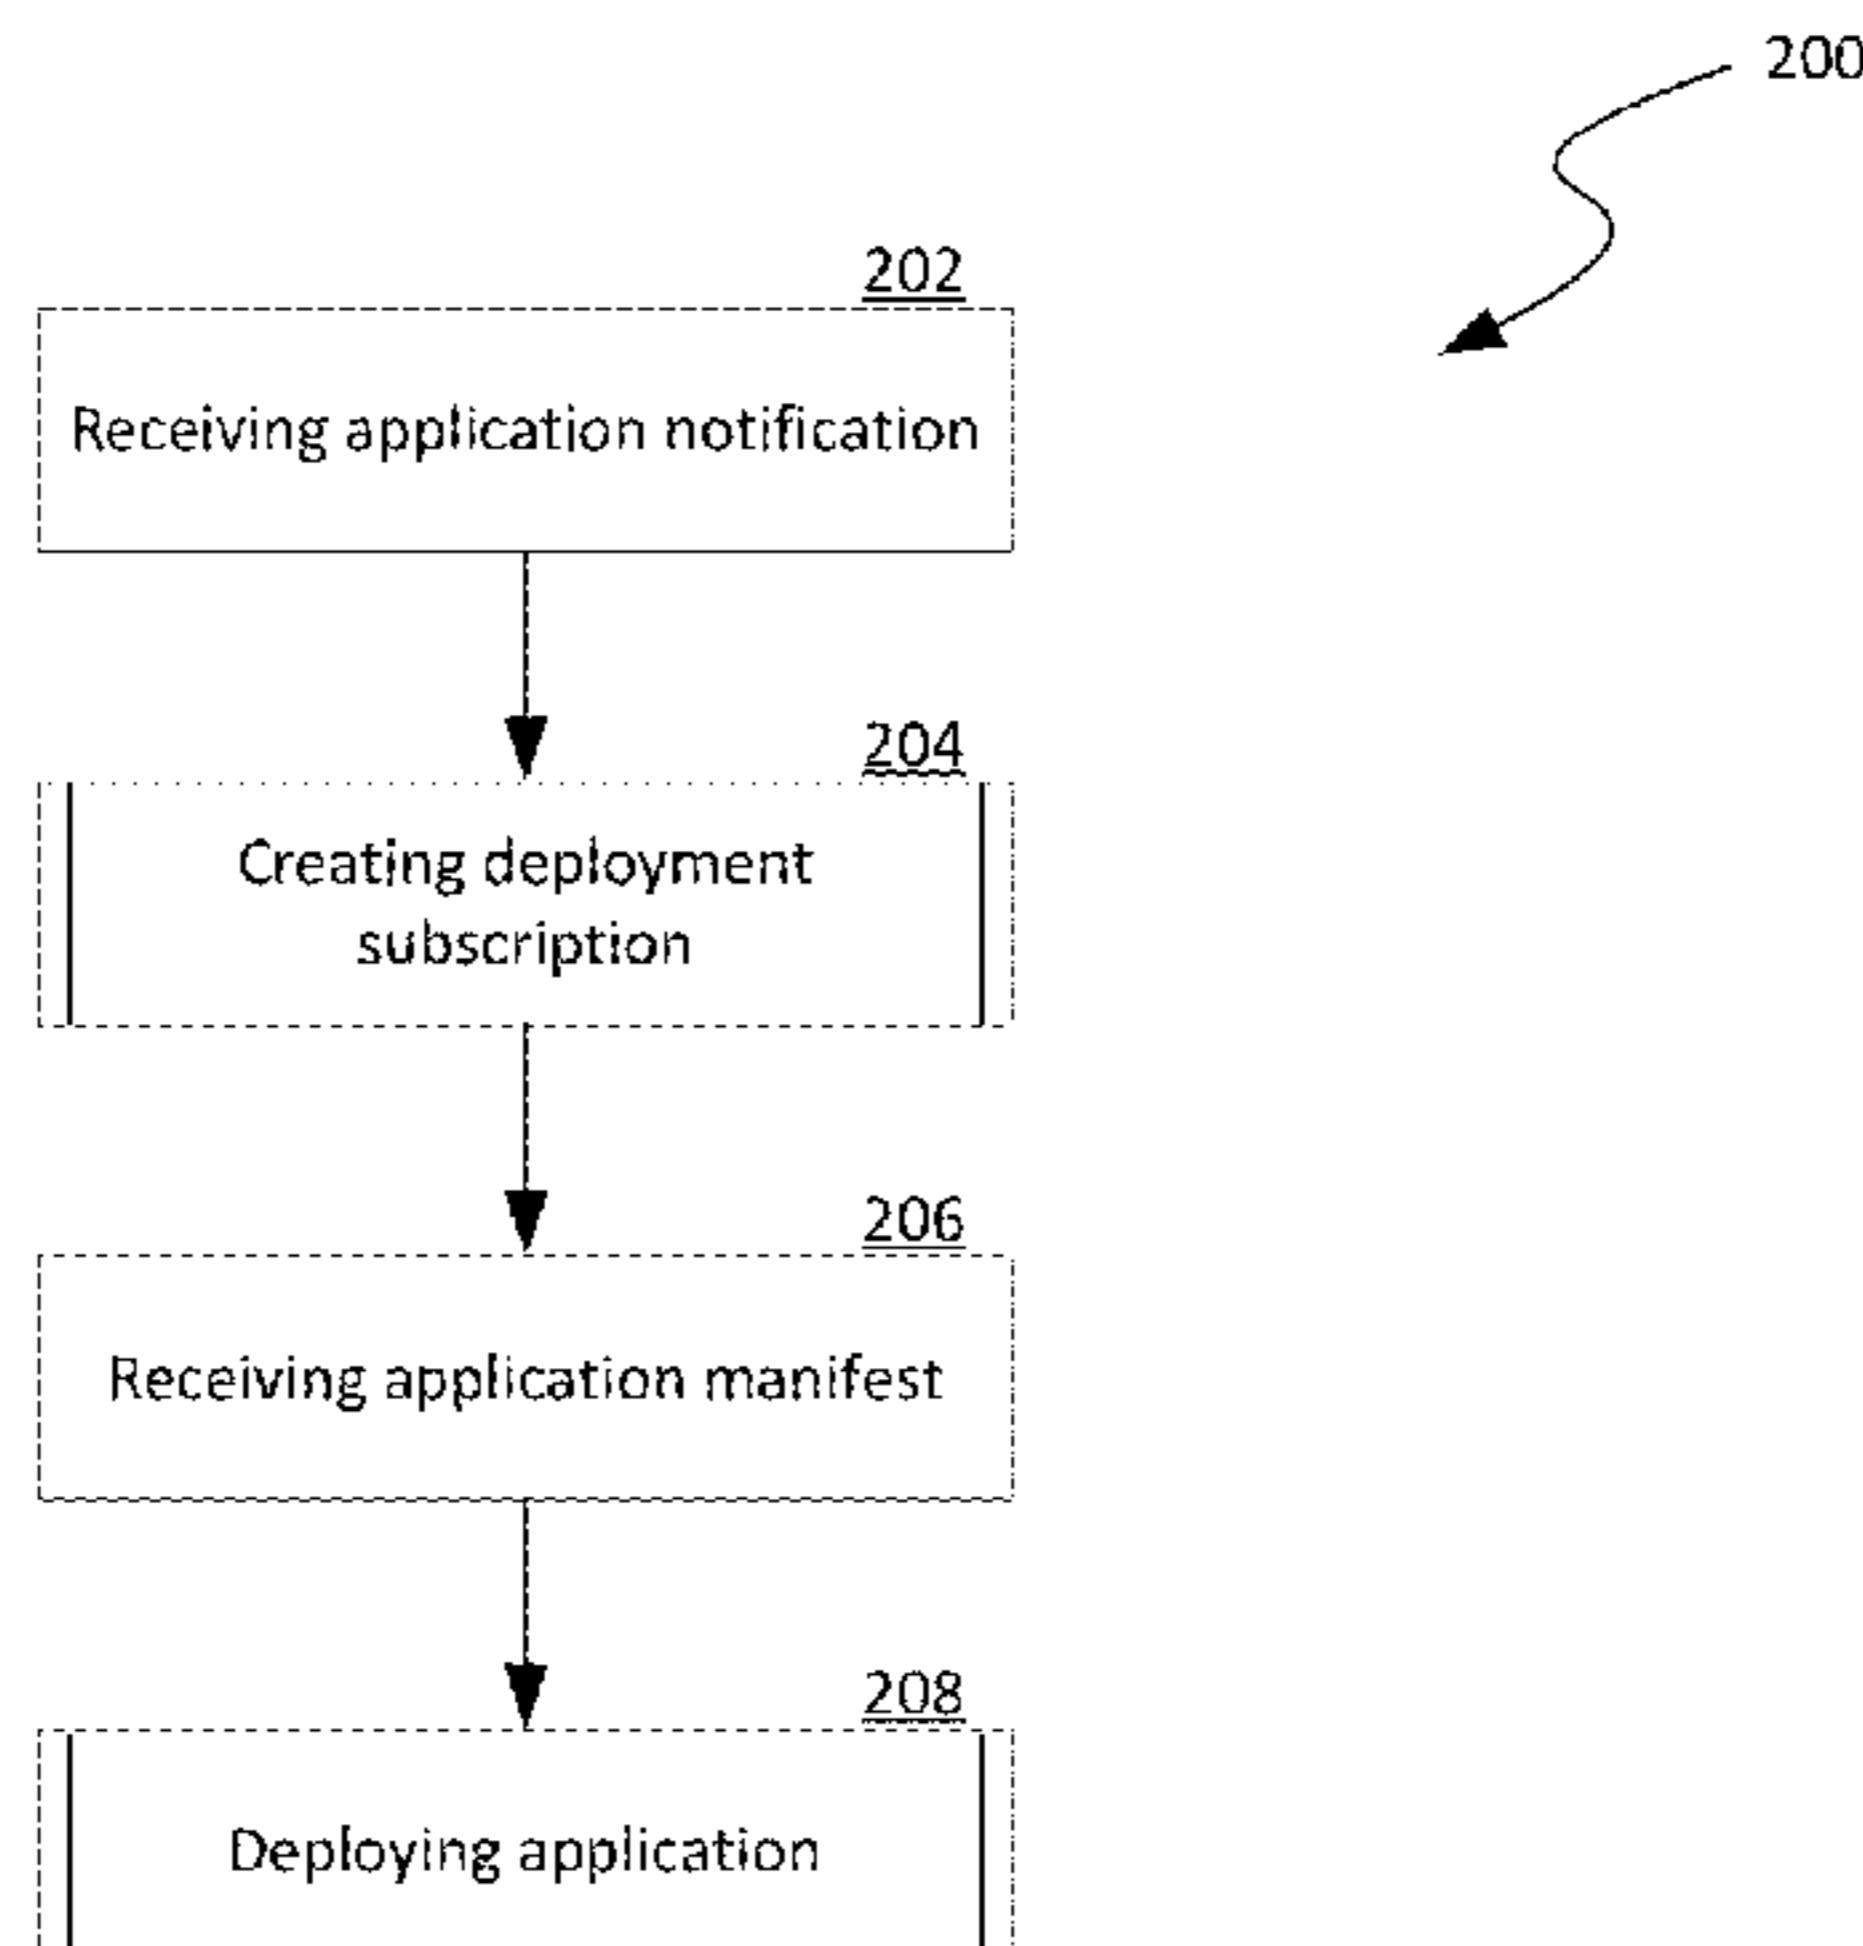 200
202
Receiving application notification
204
Creating deployment
subscription
206
Receiving application manifest
208
Deploying application